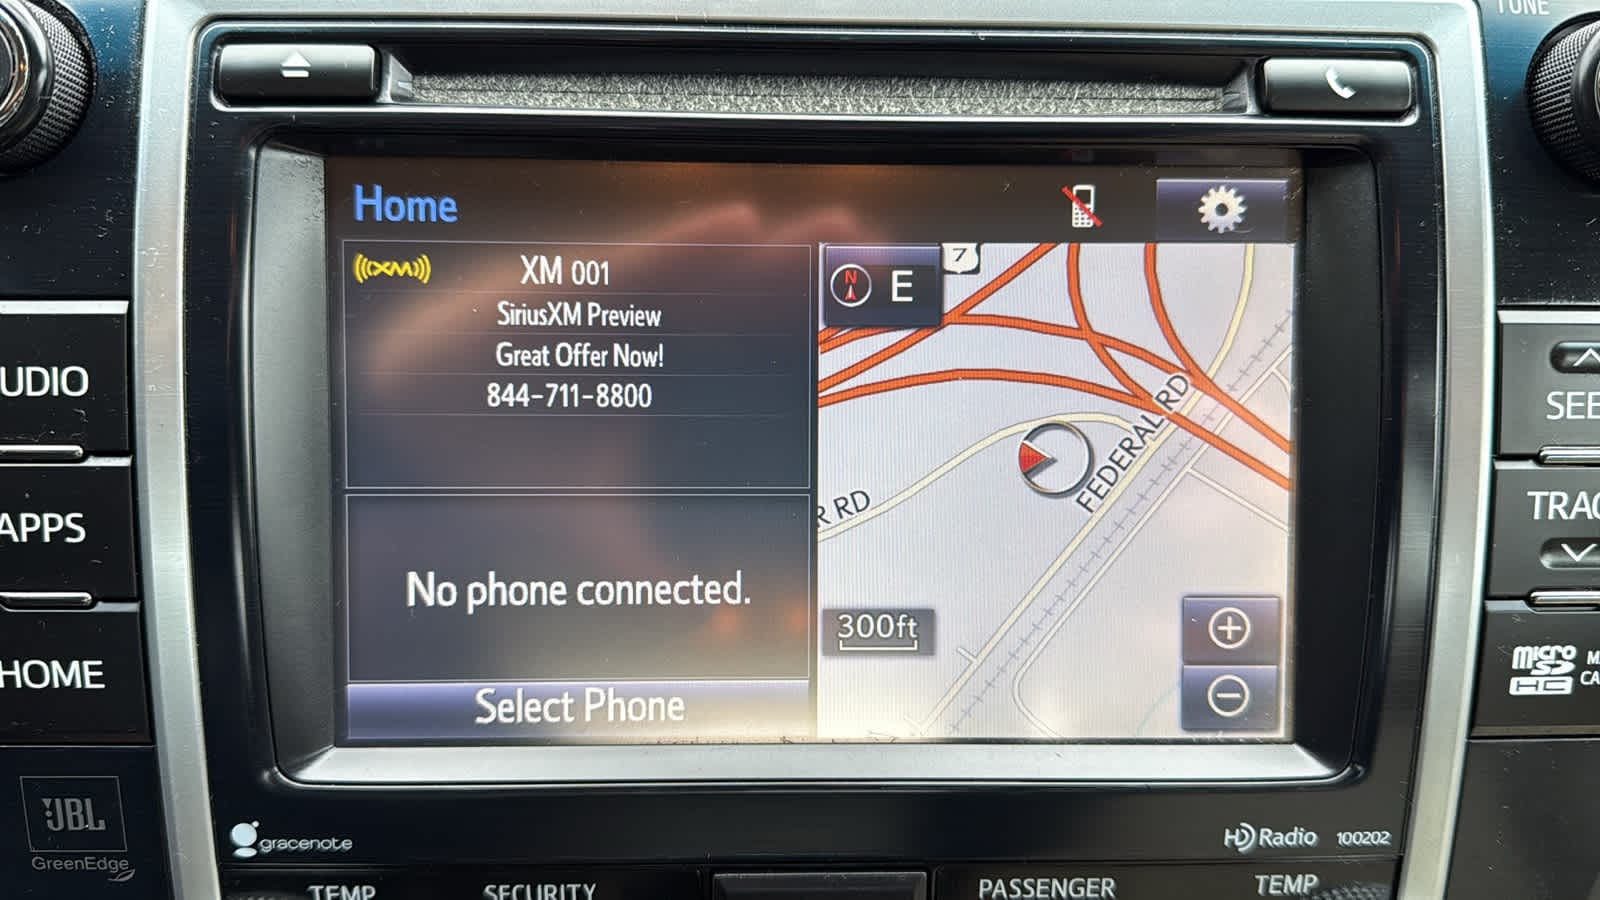 TUNE
Home
((XM))
XM 001
SiriusXM Preview
Great Offer Now!
844-711-8800
No phone connected.
Select Phone
N
E
7
FEDERAL RD
R RD
300ft
UDIO
APPS
HOME
SEE
TRAC
micro
SD
HC
M
CA
JBL
GreenEdge
gracenote
HD Radio
100202
TEMP
SECURITY
PASSENGER
TEMP